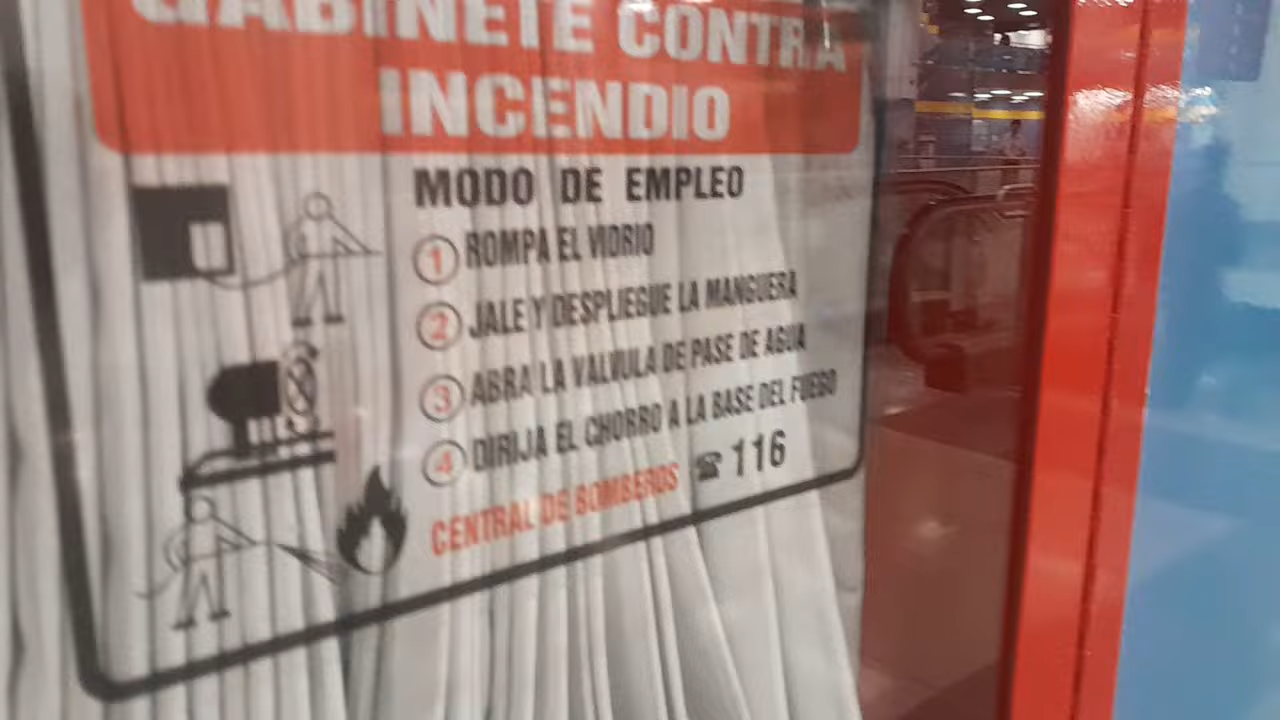 GABINETE CONTRA
INCENDIO
MODO DE EMPLEO
1 ROMPA EL VIDRIO
2 JALE Y DESPLIEGUE LA MANGUERA
3 ABRA LA VALVULA DE PASE DE AGUA
4 DIRIJA EL CHORRO A LA BASE DEL FUEGO
CENTRAL DE BOMBEROS ☎ 116